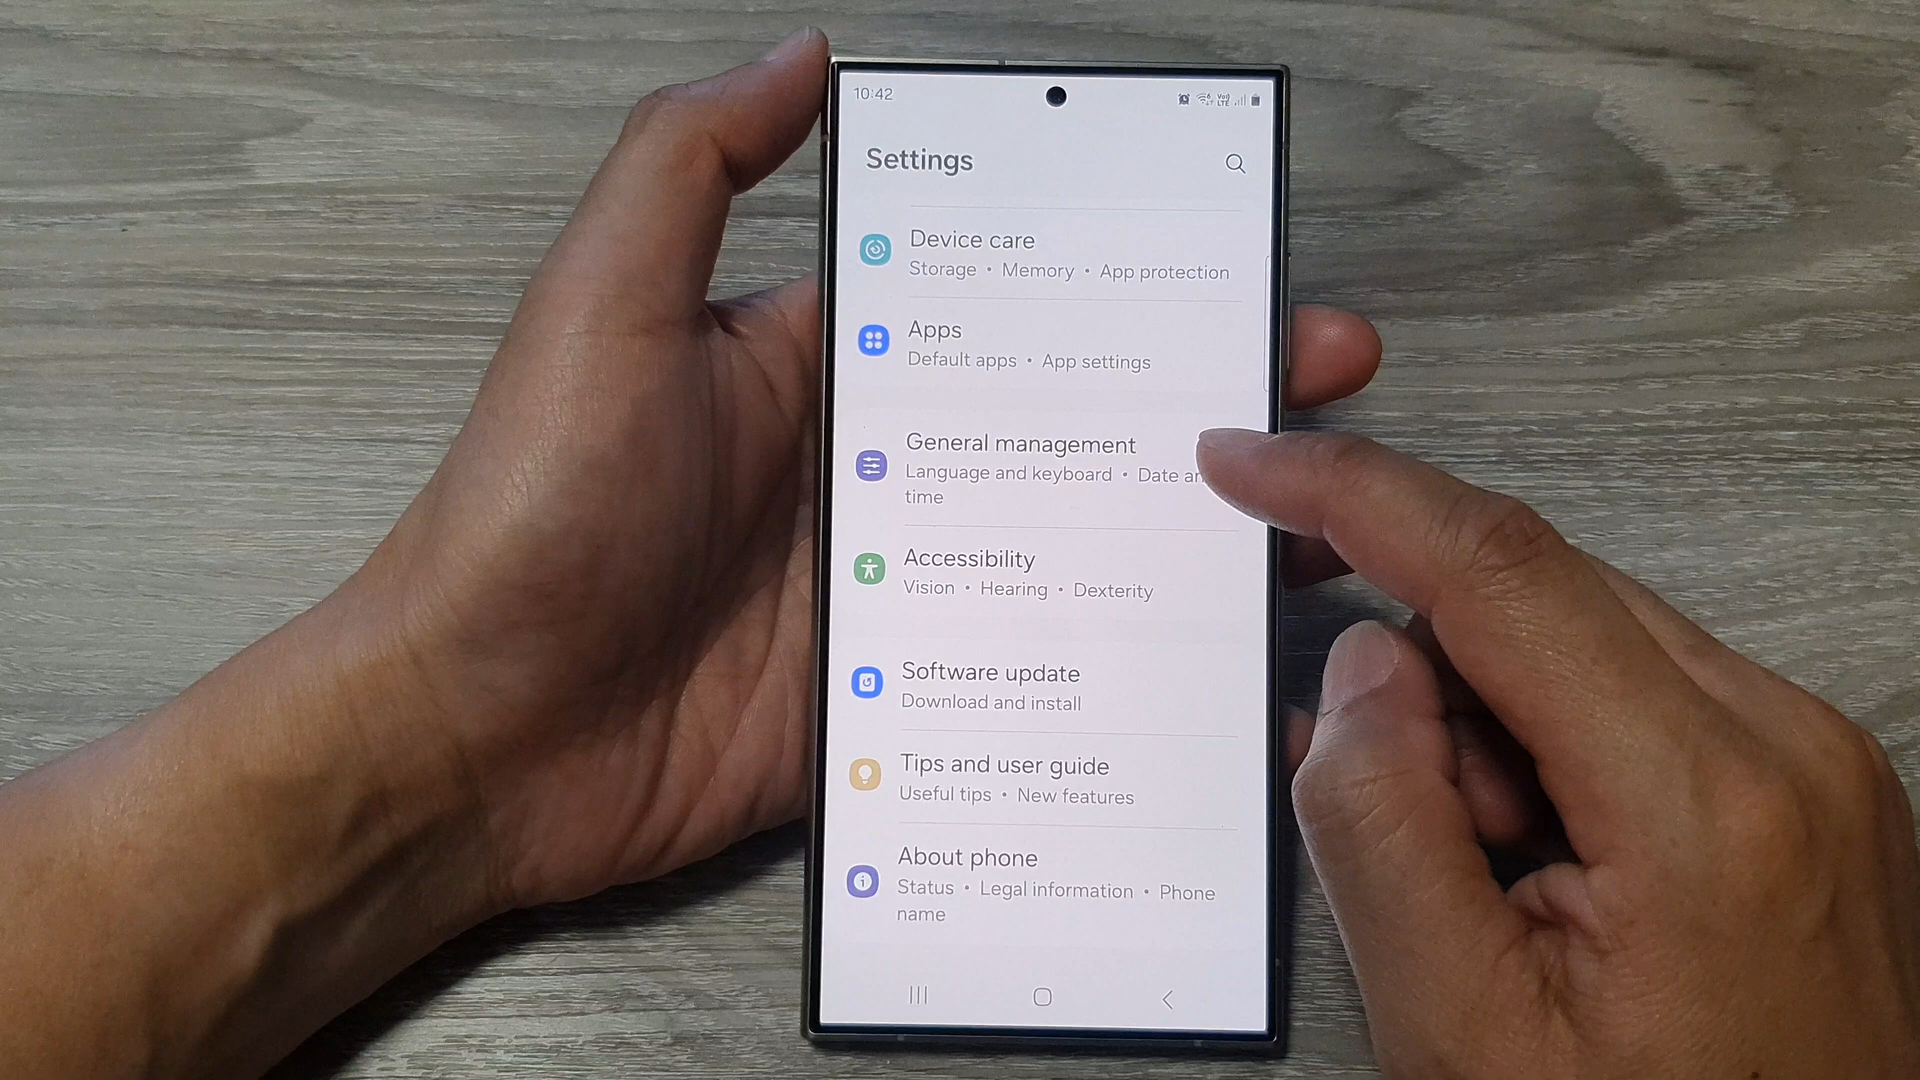 10:42
Vo))
LTE
Settings
Device care
Storage • Memory • App protection
Apps
Default apps • App settings
General management
Language and keyboard • Date an
time
Accessibility
Vision • Hearing • Dexterity
Software update
Download and install
Tips and user guide
Useful tips • New features
About phone
Status • Legal information • Phone
name